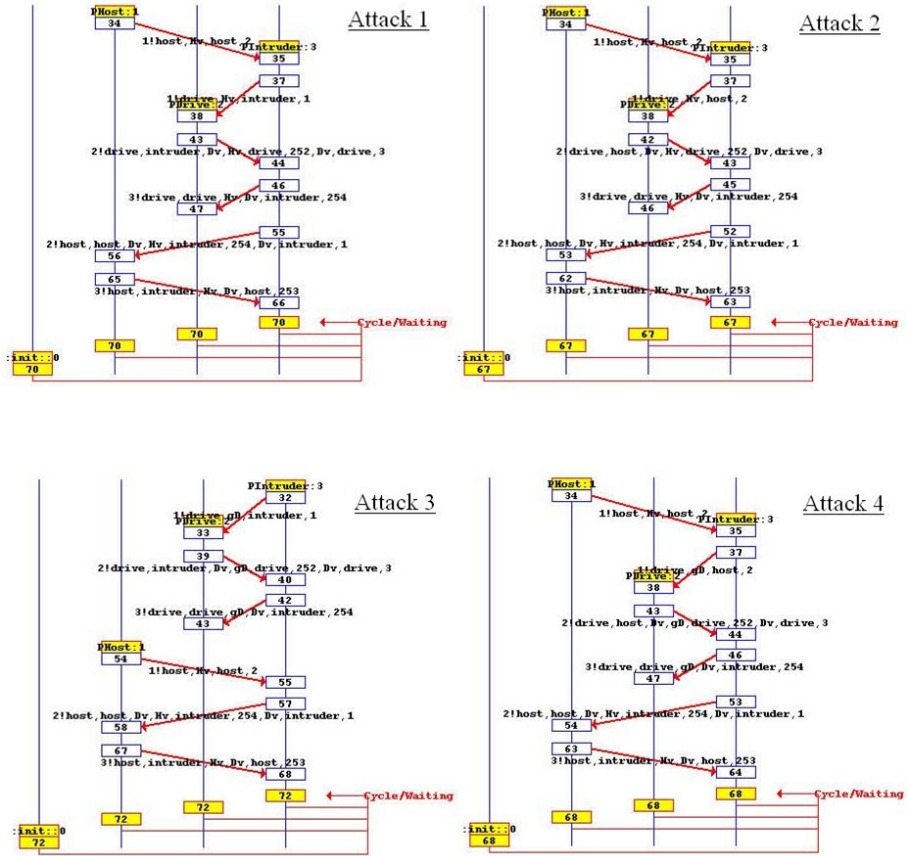 Attack 1
PHost:1
34
1!host,Hv,host,2
PIntruder:3
35
37
1!drive,Hv,intruder,1
PDrive:2
38
43
2!drive,intruder,Dv,Hv,drive,252,Dv,drive,3
44
46
3!drive,drive,Hv,Dv,intruder,254
47
55
2!host,host,Dv,Hv,intruder,254,Dv,intruder,1
56
65
3!host,intruder,Hv,Dv,host,253
66
70
Cycle/Waiting
70
70
:init::0
70
Attack 2
PHost:1
34
1!host,Hv,host,2
PIntruder:3
35
37
1!drive,Hv,host,2
PDrive:2
38
42
2!drive,host,Dv,Hv,drive,252,Dv,drive,3
43
45
3!drive,drive,Hv,Dv,intruder,254
46
52
2!host,host,Dv,Hv,intruder,254,Dv,intruder,1
53
62
3!host,intruder,Hv,Dv,host,253
63
67
Cycle/Waiting
67
67
:init::0
67
Attack 3
PIntruder:3
32
1!drive,gD,intruder,1
PDrive:2
33
39
2!drive,intruder,Dv,gD,drive,252,Dv,drive,3
40
42
3!drive,drive,gD,Dv,intruder,254
43
PHost:1
54
1!host,Hv,host,2
55
57
2!host,host,Dv,Hv,intruder,254,Dv,intruder,1
58
67
3!host,intruder,Hv,Dv,host,253
68
72
Cycle/Waiting
72
72
:init::0
72
Attack 4
PHost:1
34
1!host,Hv,host,2
PIntruder:3
35
37
1!drive,gD,host,2
PDrive:2
38
43
2!drive,host,Dv,gD,drive,252,Dv,drive,3
44
46
3!drive,drive,gD,Dv,intruder,254
47
53
2!host,host,Dv,Hv,intruder,254,Dv,intruder,1
54
63
3!host,intruder,Hv,Dv,host,253
64
68
Cycle/Waiting
68
68
:init::0
68